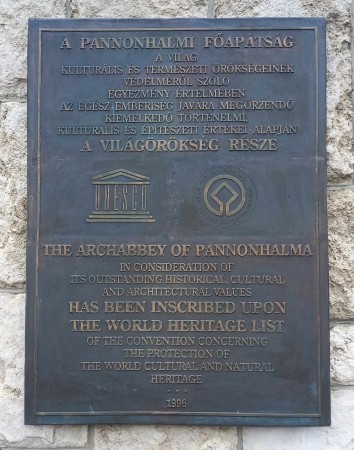 A PANNONHALMI FŐAPÁTSÁG
A VILÁG
KULTURÁLIS ÉS TERMÉSZETI ÖRÖKSÉGEINEK
VÉDELMÉRŐL SZÓLÓ
EGYEZMÉNY ÉRTELMÉBEN
AZ EGÉSZ EMBERISÉG JAVÁRA MEGŐRZENDŐ
KIEMELKEDŐ TÖRTÉNELMI,
KULTURÁLIS ÉS ÉPÍTÉSZETI ÉRTÉKEI ALAPJÁN
A VILÁGÖRÖKSÉG RÉSZE
UNESCO
THE ARCHABBEY OF PANNONHALMA
IN CONSIDERATION OF
ITS OUTSTANDING HISTORICAL, CULTURAL
AND ARCHITECTURAL VALUES
HAS BEEN INSCRIBED UPON
THE WORLD HERITAGE LIST
OF THE CONVENTION CONCERNING
THE PROTECTION OF
THE WORLD CULTURAL AND NATURAL
HERITAGE
1996